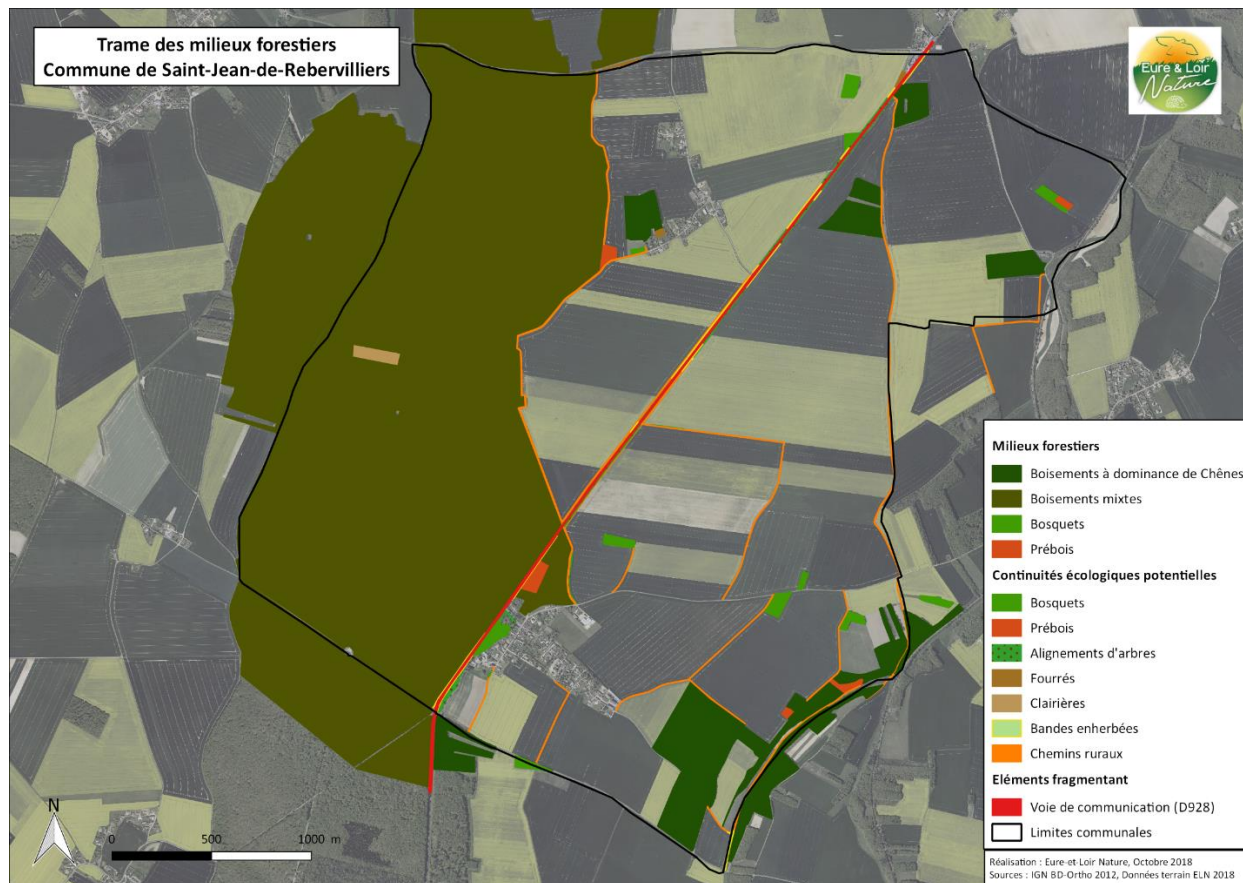 Trame des milieux forestiers
Commune de Saint-Jean-de-Rebervilliers
Eure & Loir
Nature
Milieux forestiers
Boisements à dominance de Chênes
Boisements mixtes
Bosquets
Prébois
Continuités écologiques potentielles
Bosquets
Prébois
Alignements d'arbres
Fourrés
Clairières
Bandes enherbées
Chemins ruraux
Eléments fragmentant
Voie de communication (D928)
Limites communales
N
0 500 1000 m
Réalisation : Eure-et-Loir Nature, Octobre 2018
Sources : IGN BD-Ortho 2012, Données terrain ELN 2018